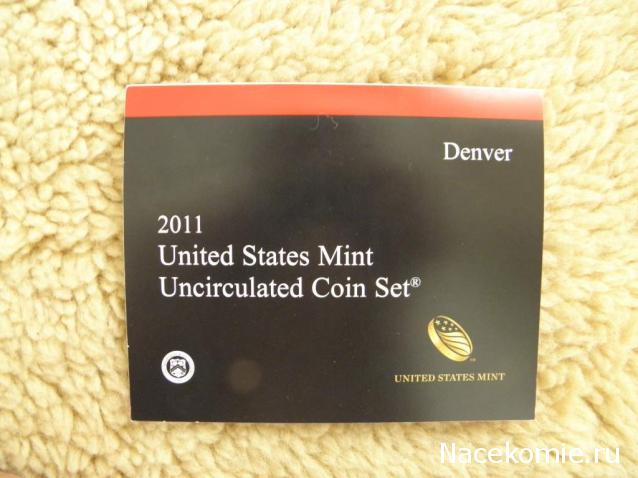 Denver
2011
United States Mint
Uncirculated Coin Set®
UNITED STATES MINT
Nacekomie.ru